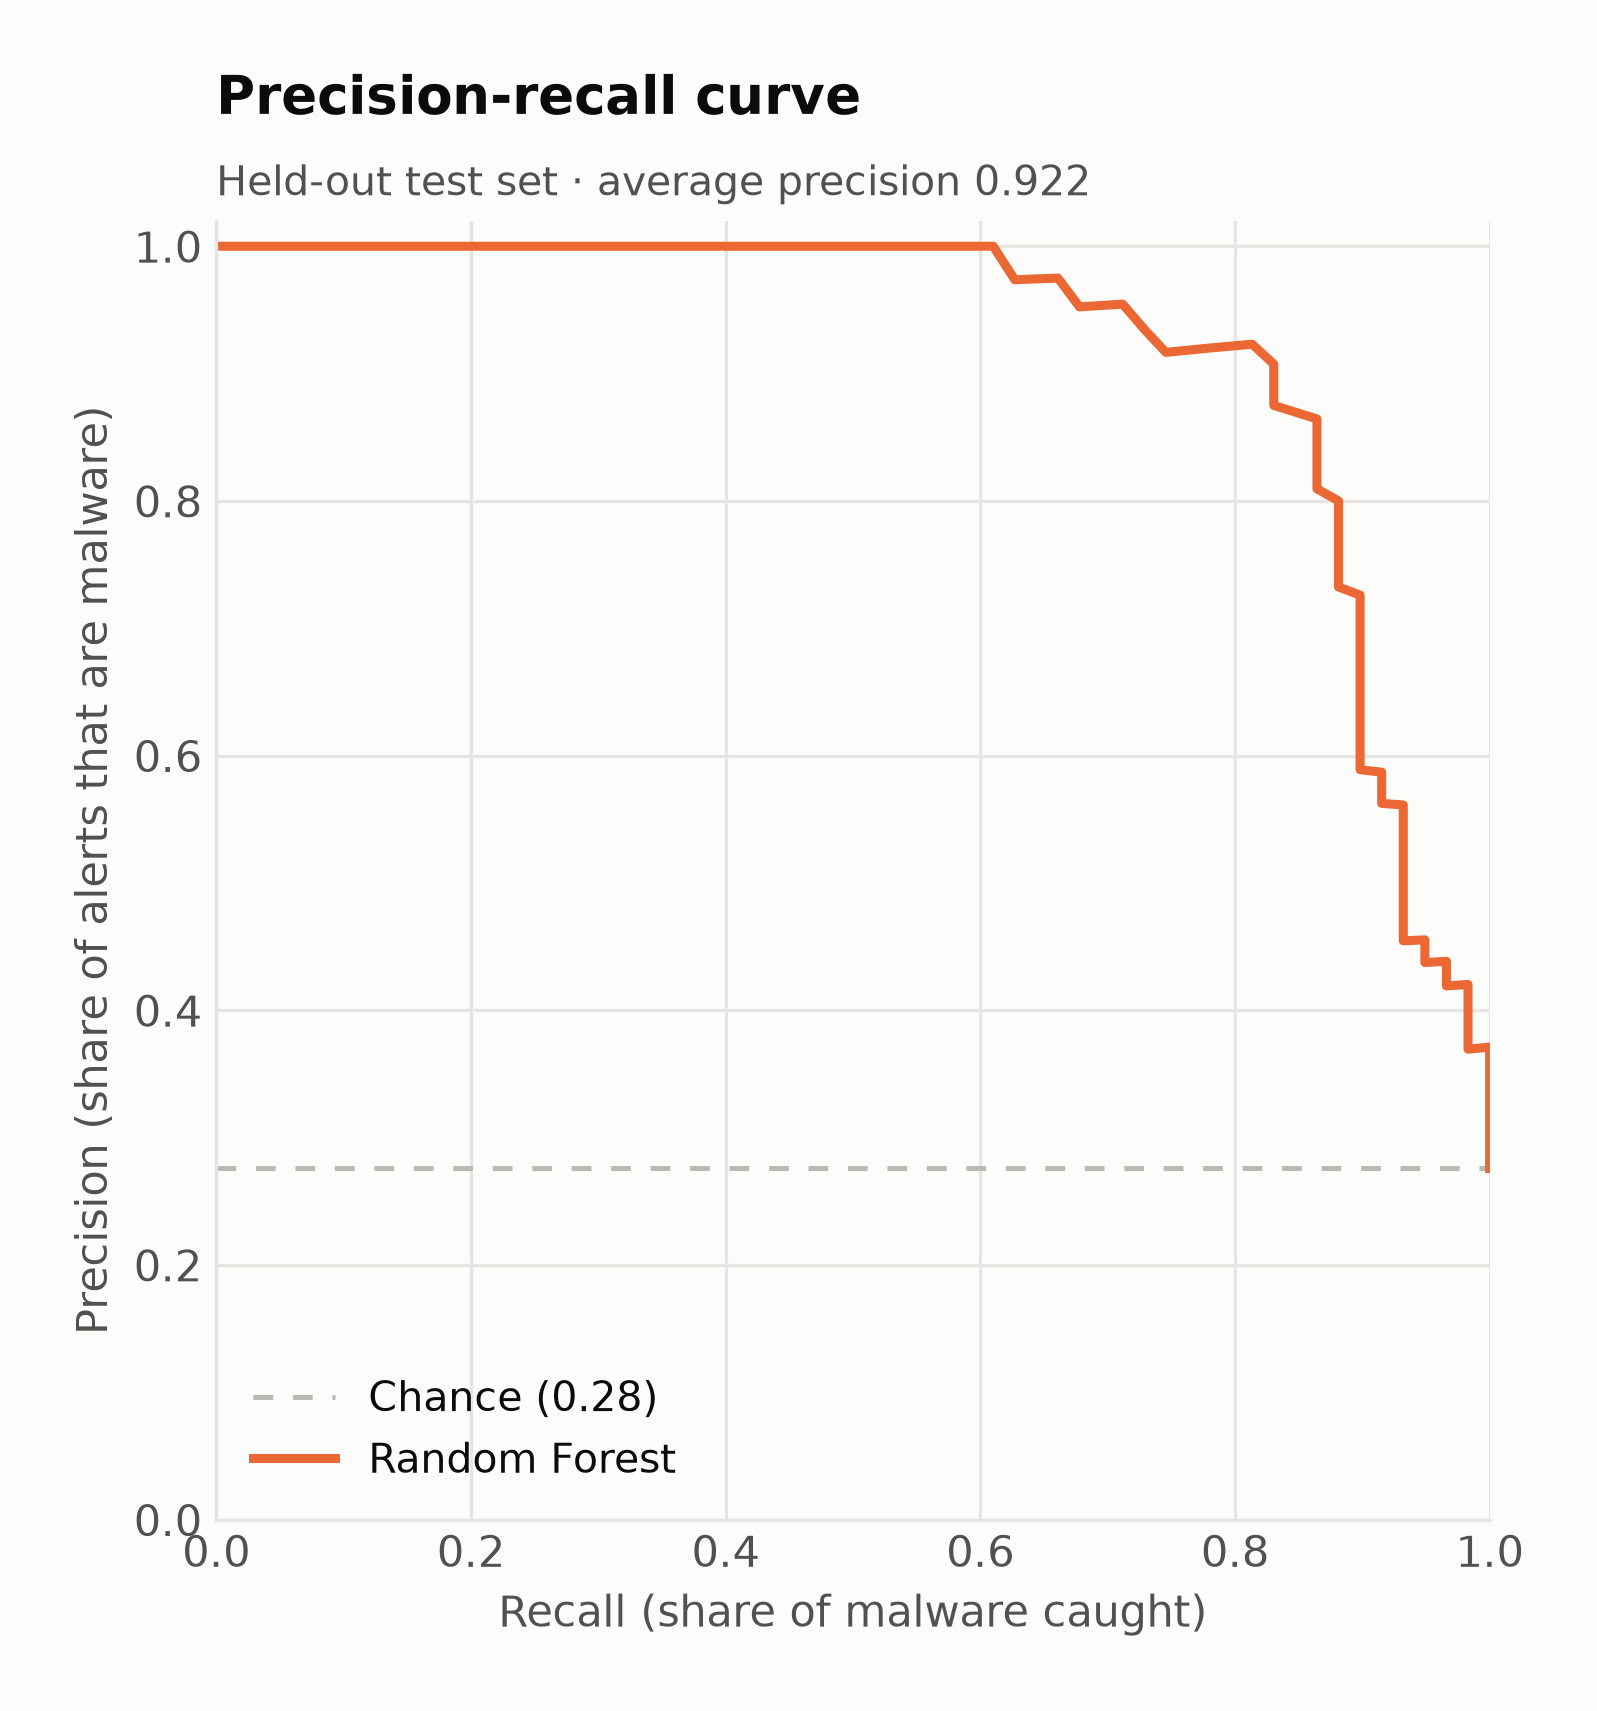 Precision-recall curve
Held-out test set · average precision 0.922
Precision (share of alerts that are malware)
1.0
0.8
0.6
0.4
0.2
0.0
Chance (0.28)
Random Forest
0.0 0.2 0.4 0.6 0.8 1.0
Recall (share of malware caught)